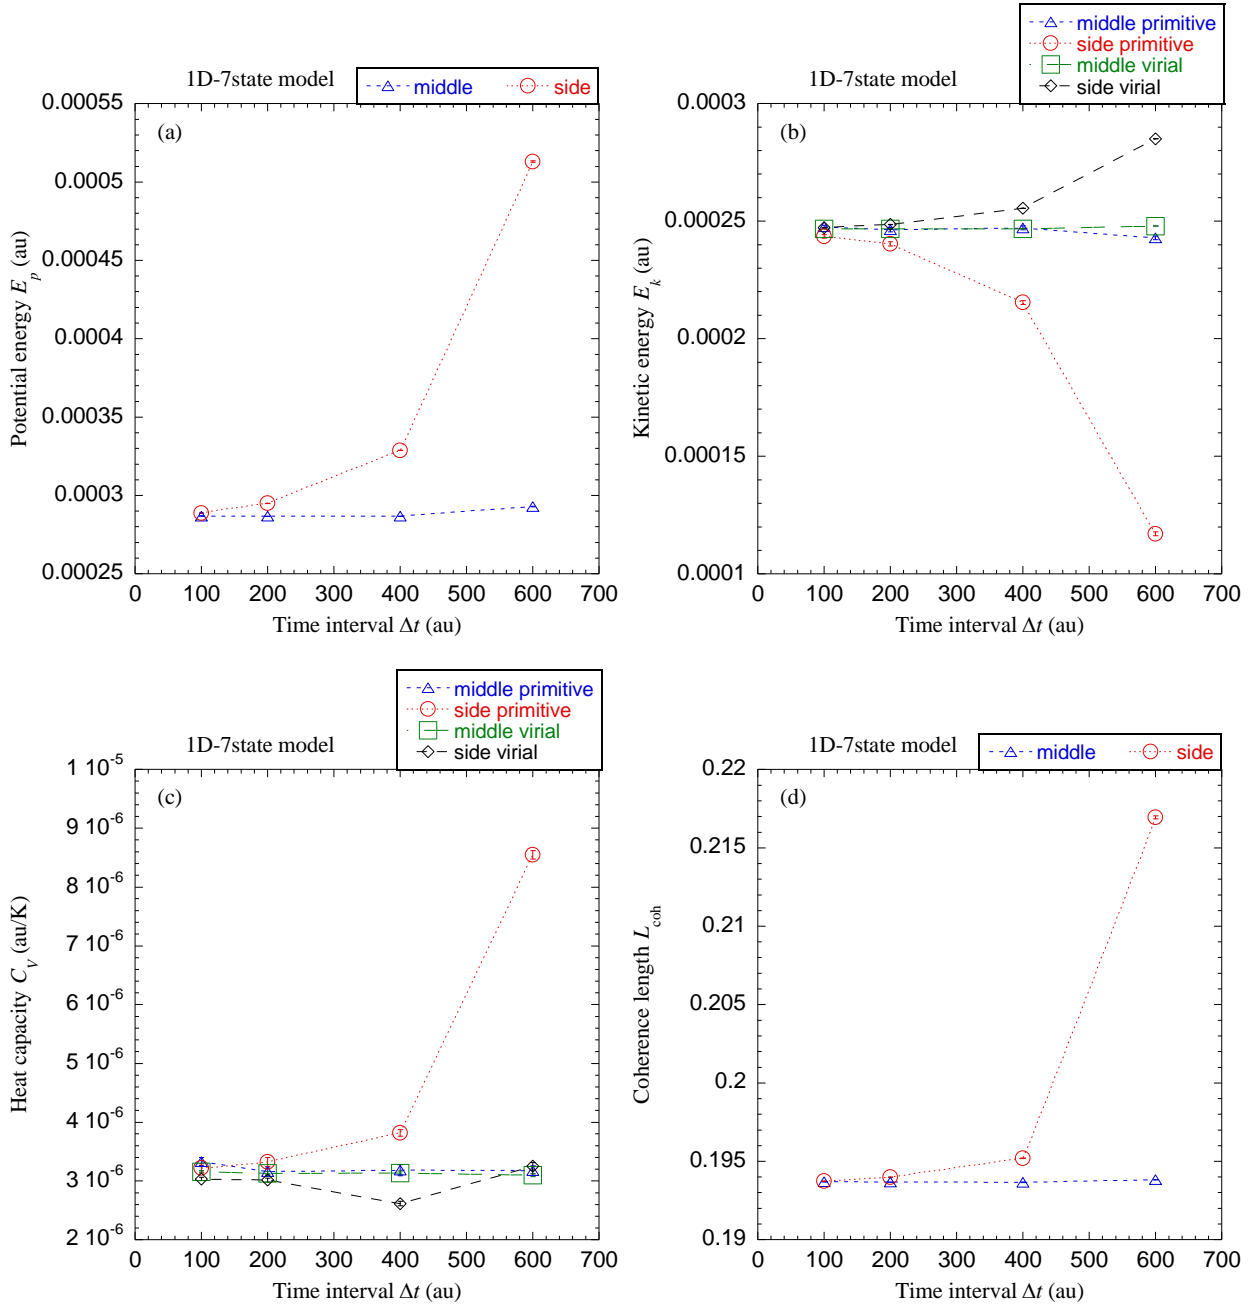 1D-7state model
middle side
(a)
0.00055
0.0005
0.00045
0.0004
0.00035
0.0003
0.00025
Potential energy E_p (au)
0 100 200 300 400 500 600 700
Time interval Δt (au)
middle primitive
side primitive
middle virial
side virial
1D-7state model
(b)
0.0003
0.00025
0.0002
0.00015
0.0001
Kinetic energy E_k (au)
0 100 200 300 400 500 600 700
Time interval Δt (au)
middle primitive
side primitive
middle virial
side virial
1D-7state model
(c)
1 10^-5
9 10^-6
8 10^-6
7 10^-6
6 10^-6
5 10^-6
4 10^-6
3 10^-6
2 10^-6
Heat capacity C_V (au/K)
0 100 200 300 400 500 600 700
Time interval Δt (au)
1D-7state model
middle side
(d)
0.22
0.215
0.21
0.205
0.2
0.195
0.19
Coherence length L_coh
0 100 200 300 400 500 600 700
Time interval Δt (au)